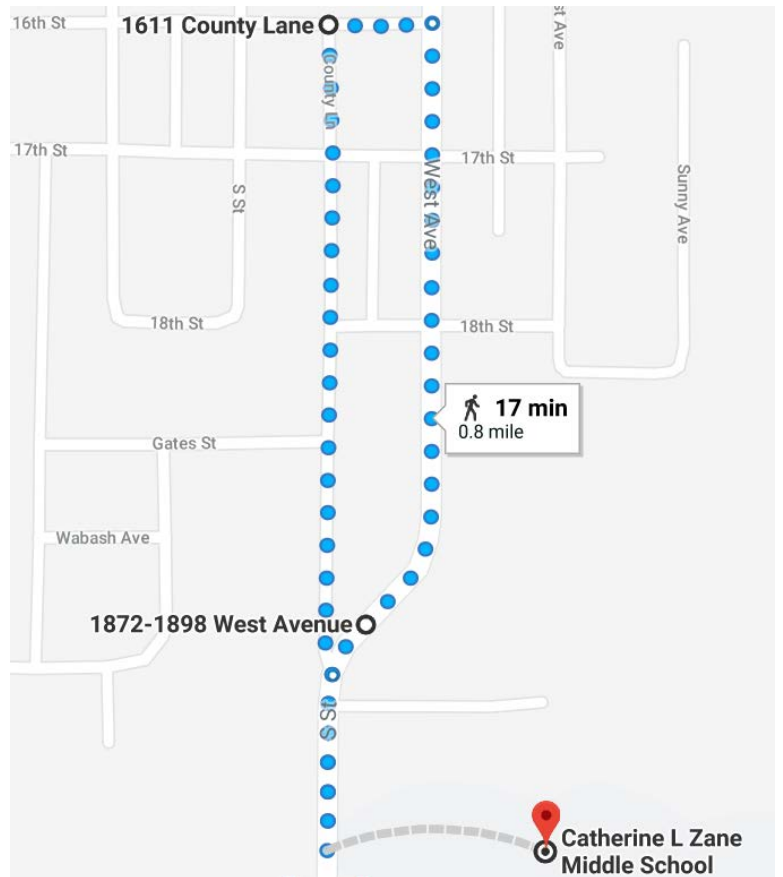 16th St
1611 County Lane
st Ave
County Ln
17th St
17th St
West Ave
S St
Sunny Ave
18th St
18th St
17 min
0.8 mile
Gates St
Wabash Ave
1872-1898 West Avenue
S S
Catherine L Zane
Middle School